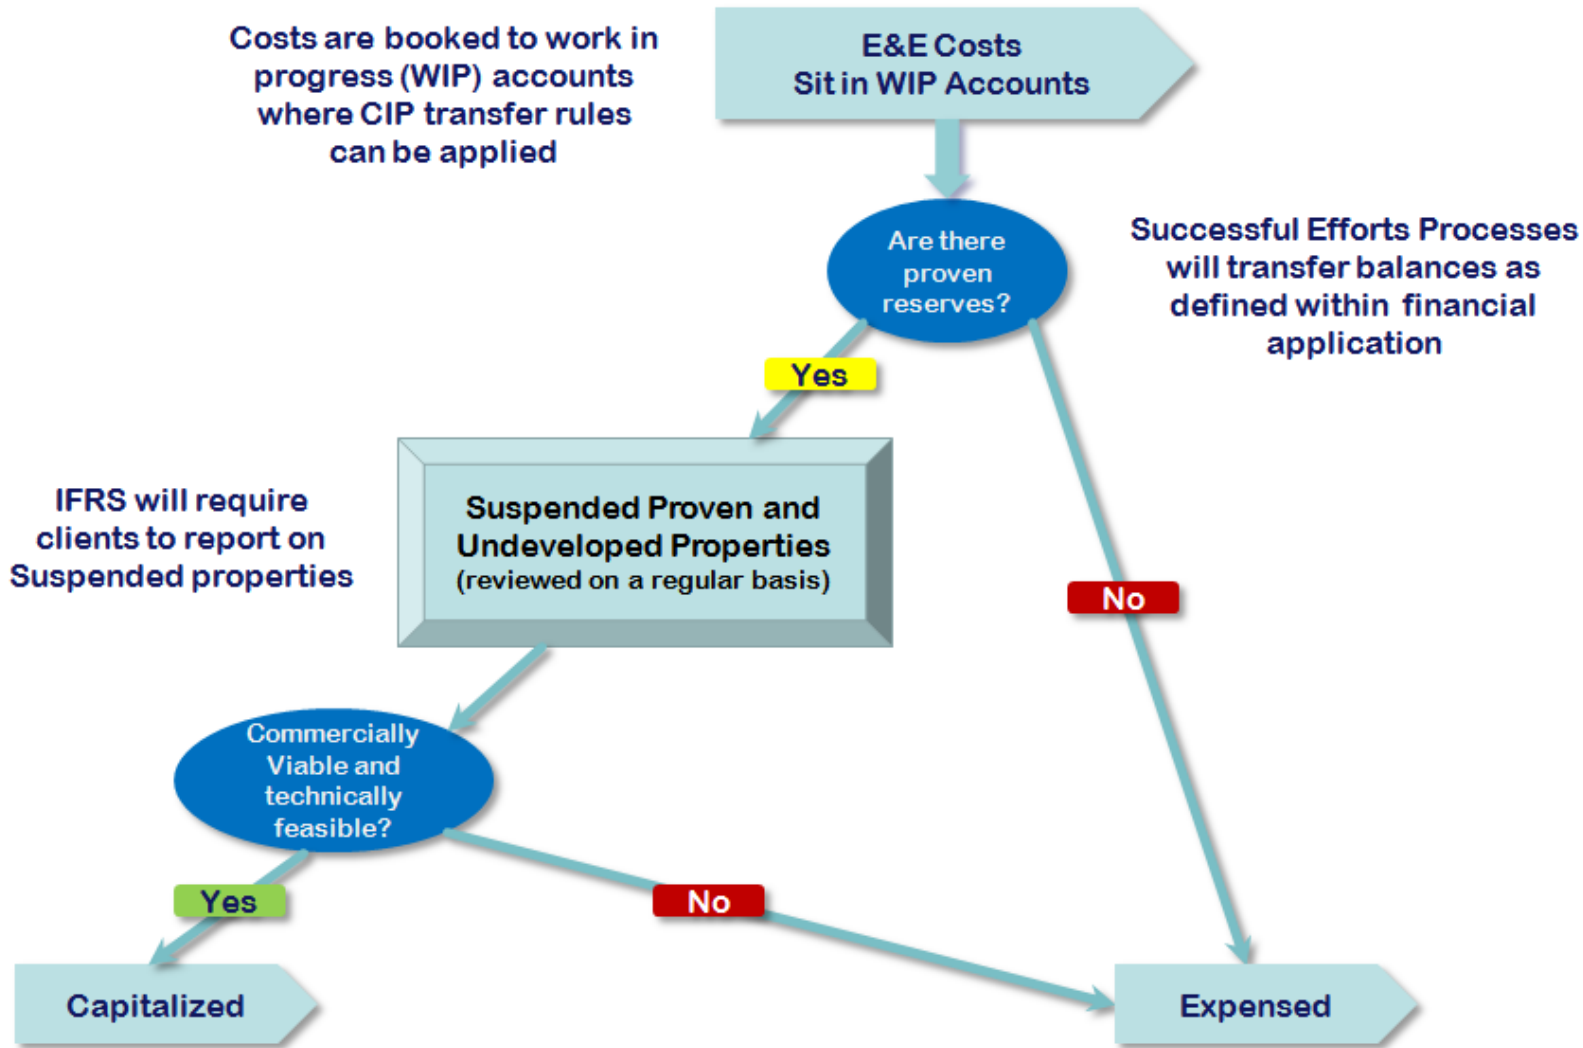 Costs are booked to work in
progress (WIP) accounts
where CIP transfer rules
can be applied
E&E Costs
Sit in WIP Accounts
Are there
proven
reserves?
Successful Efforts Processes
will transfer balances as
defined within financial
application
Yes
IFRS will require
clients to report on
Suspended properties
Suspended Proven and
Undeveloped Properties
(reviewed on a regular basis)
No
Commercially
Viable and
technically
feasible?
Yes
No
Capitalized
Expensed